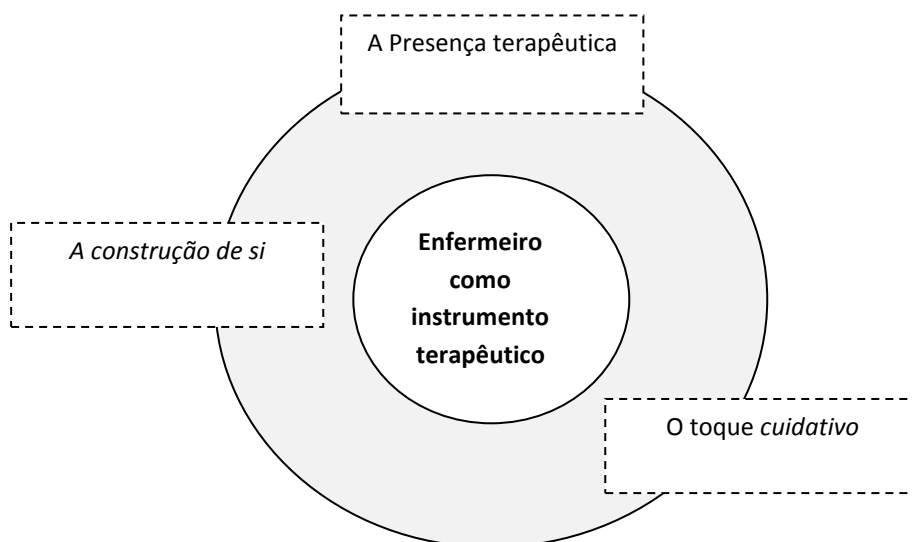 A Presença terapêutica
A construção de si
Enfermeiro
como
instrumento
terapêutico
O toque cuidativo